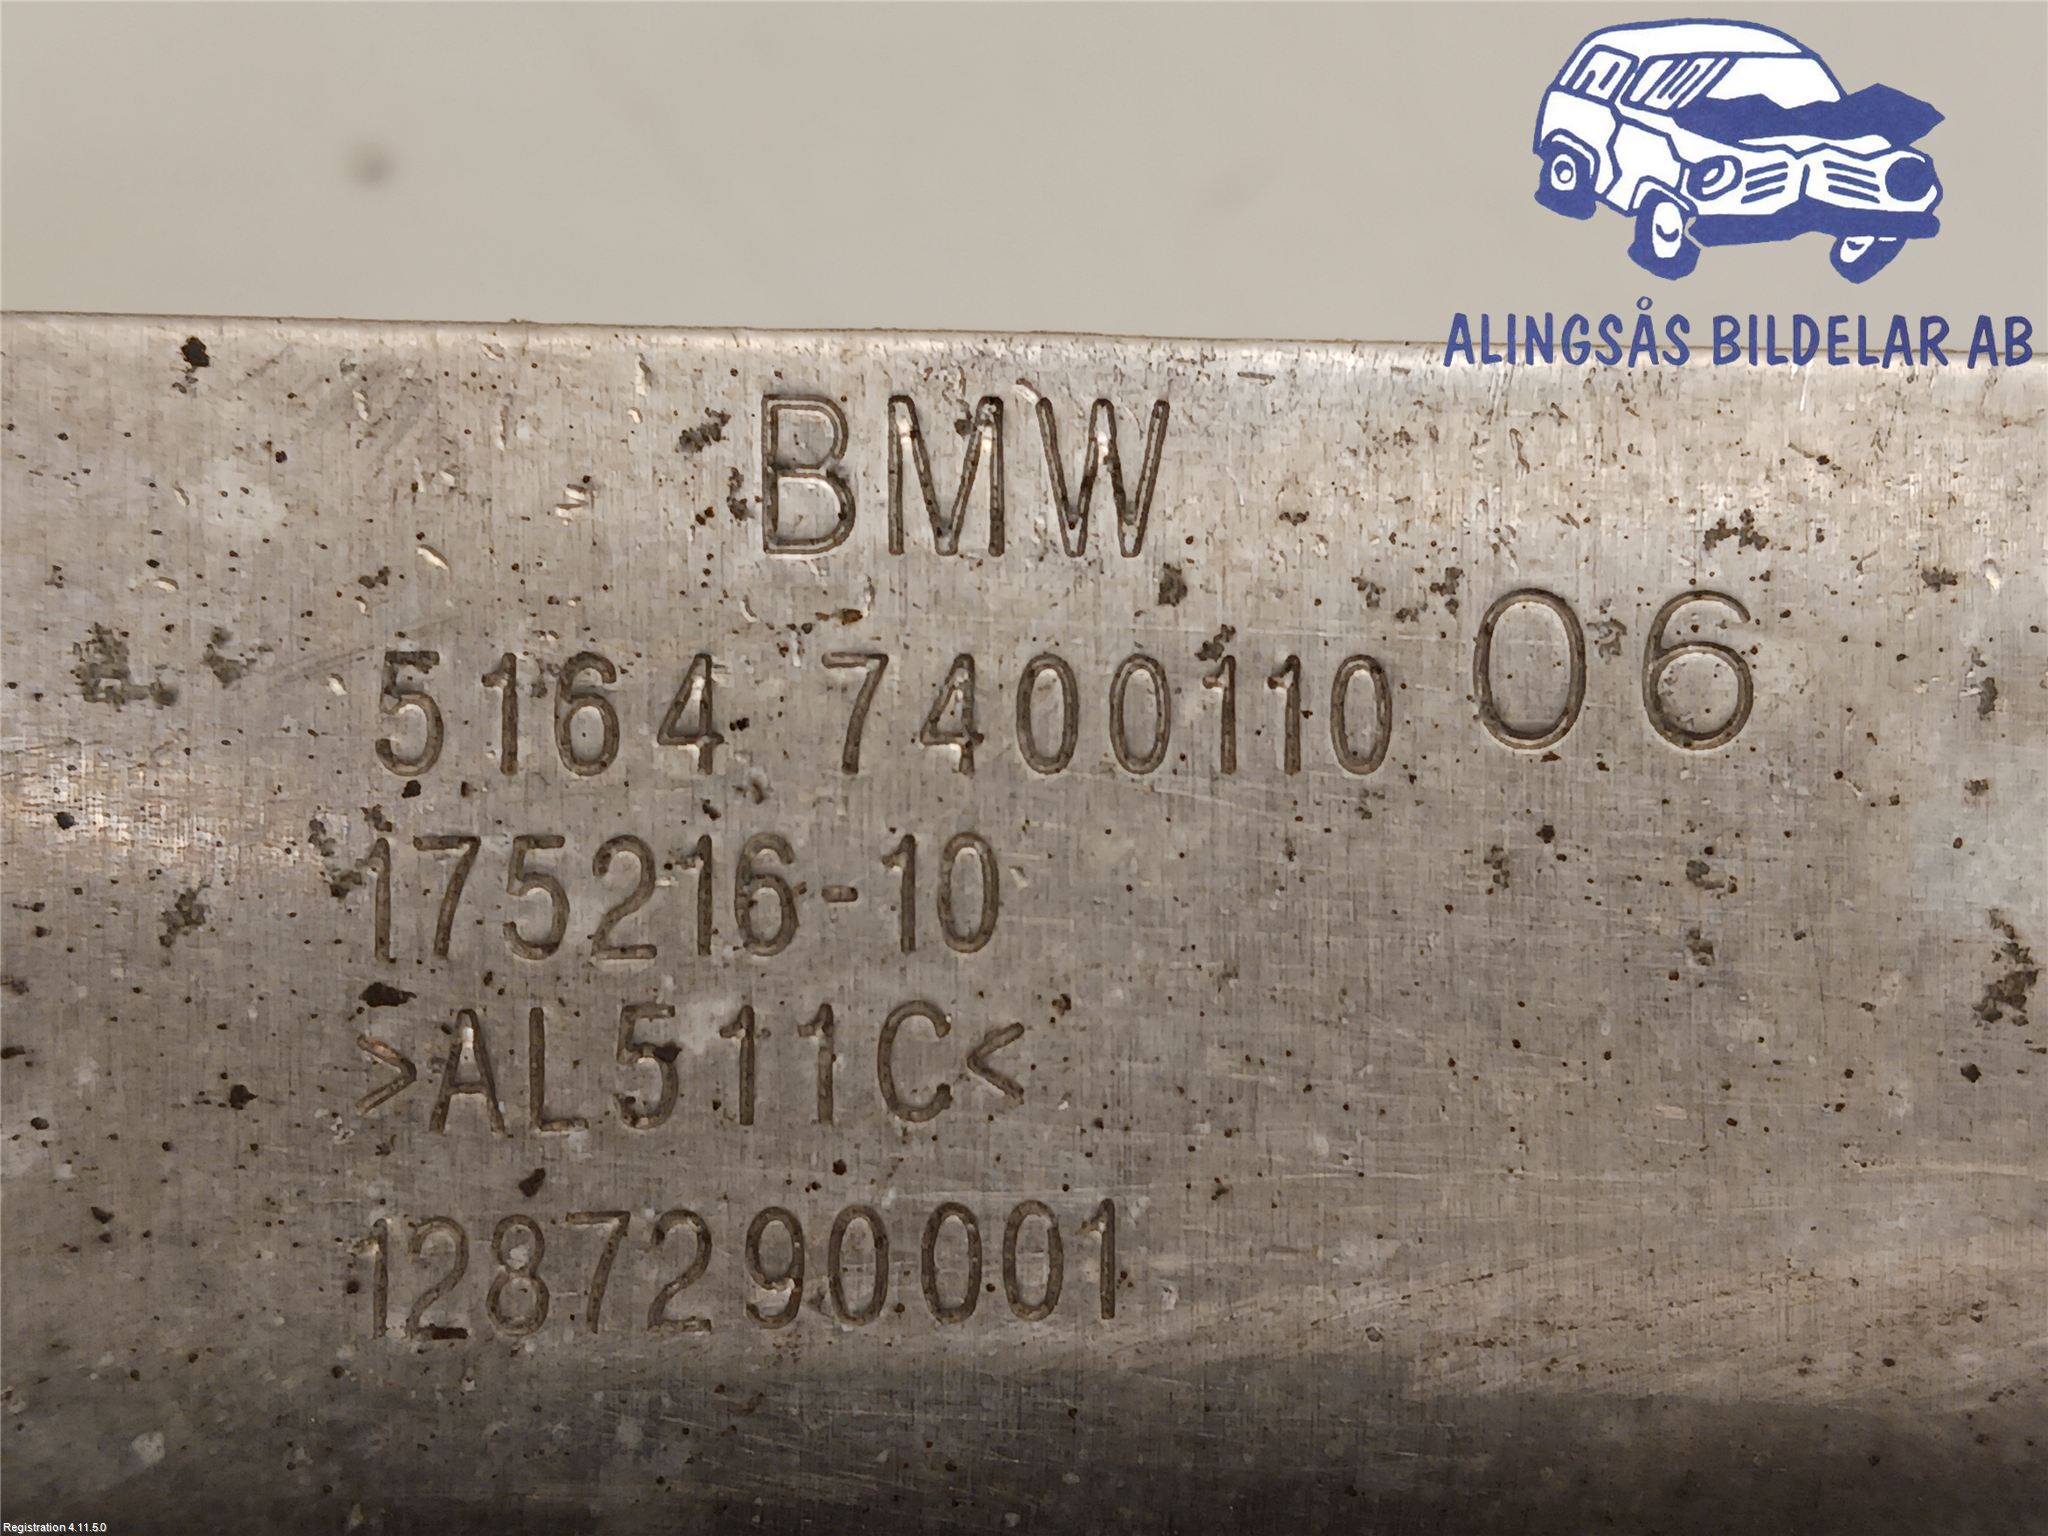 ALINGSÅS BILDELAR AB
BMW
5164 7400110 06
175216-10
>AL511C<
1287290001
Registration 4.11.5.0